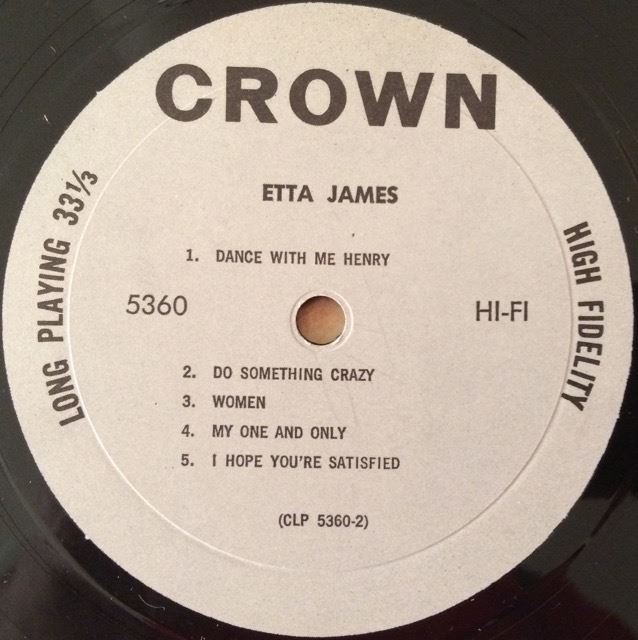 CROWN
LONG PLAYING 33⅓
HIGH FIDELITY
ETTA JAMES
1. DANCE WITH ME HENRY
5360
HI-FI
2. DO SOMETHING CRAZY
3. WOMEN
4. MY ONE AND ONLY
5. I HOPE YOU'RE SATISFIED
(CLP 5360-2)